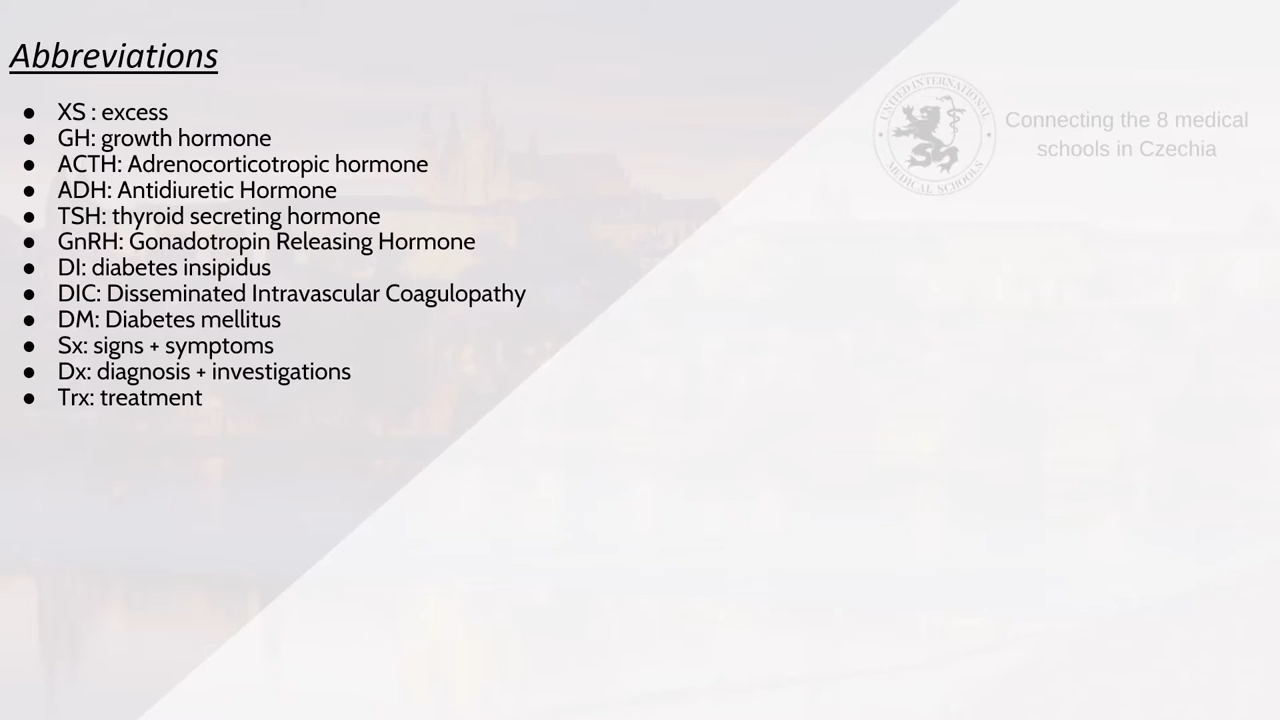 Abbreviations
● XS : excess
● GH: growth hormone
● ACTH: Adrenocorticotropic hormone
● ADH: Antidiuretic Hormone
● TSH: thyroid secreting hormone
● GnRH: Gonadotropin Releasing Hormone
● DI: diabetes insipidus
● DIC: Disseminated Intravascular Coagulopathy
● DM: Diabetes mellitus
● Sx: signs + symptoms
● Dx: diagnosis + investigations
● Trx: treatment
UNITED INTERNATIONAL
MEDICAL SCHOOLS
Connecting the 8 medical
schools in Czechia